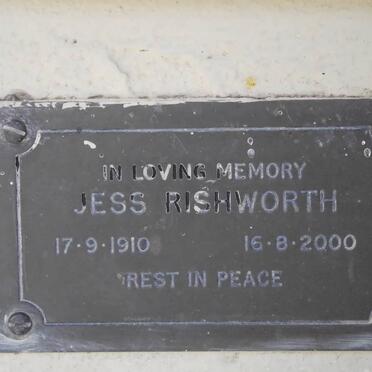 IN LOVING MEMORY
JESS RISHWORTH
17·9·1910 16·8·2000
REST IN PEACE